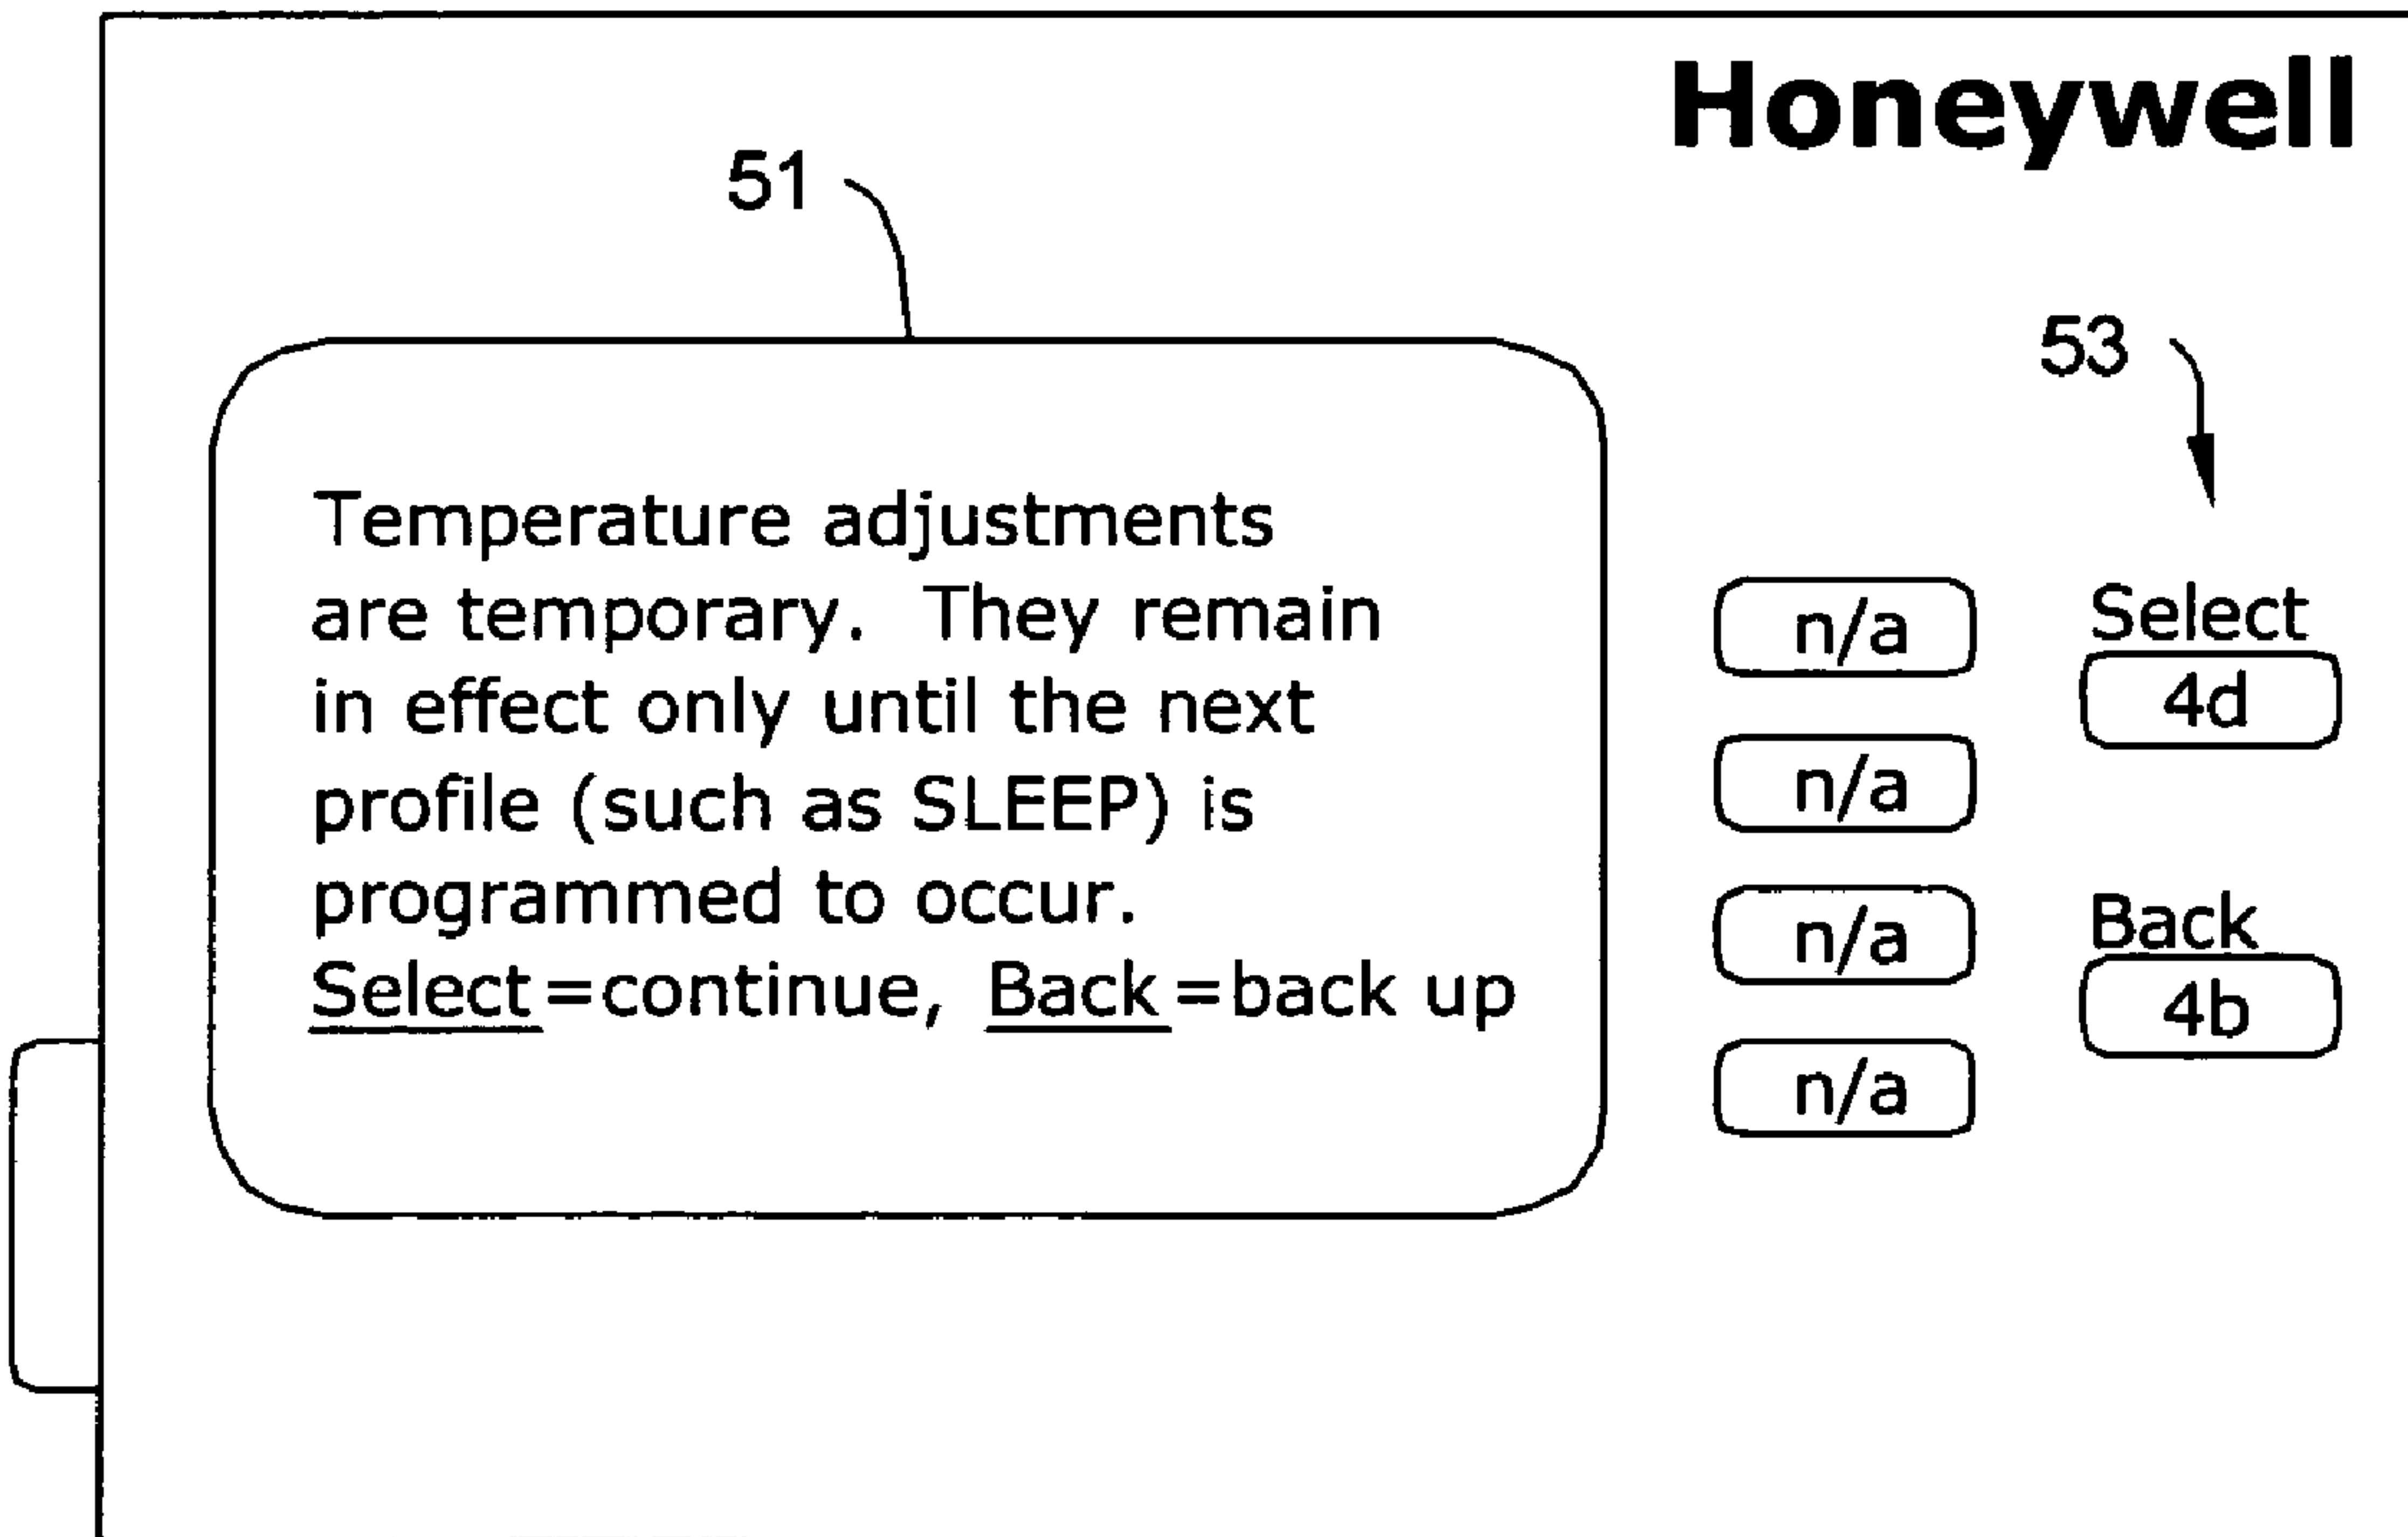 Honeywell
51
53
Temperature adjustments
are temporary. They remain
in effect only until the next
profile (such as SLEEP) is
programmed to occur.
Select=continue, Back=back up
n/a
Select
4d
n/a
n/a
Back
4b
n/a